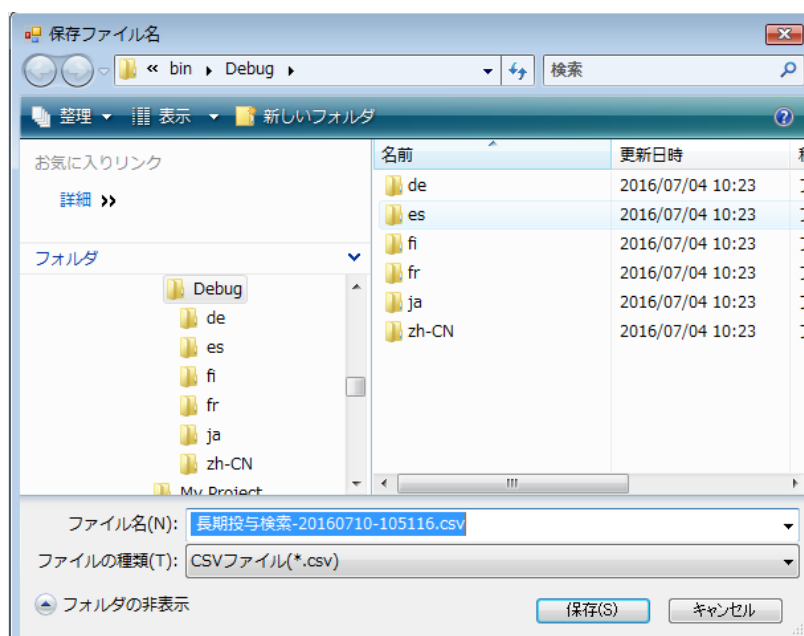 保存ファイル名
« bin ▸ Debug ▸
検索
整理 ▼ 表示 ▼ 新しいフォルダ
お気に入りリンク
詳細 »
フォルダ
Debug
de
es
fi
fr
ja
zh-CN
My Project
名前 更新日時
de 2016/07/04 10:23
es 2016/07/04 10:23
fi 2016/07/04 10:23
fr 2016/07/04 10:23
ja 2016/07/04 10:23
zh-CN 2016/07/04 10:23
ファイル名(N): 長期投与検索-20160710-105116.csv
ファイルの種類(T): CSVファイル(*.csv)
フォルダの非表示
保存(S) キャンセル